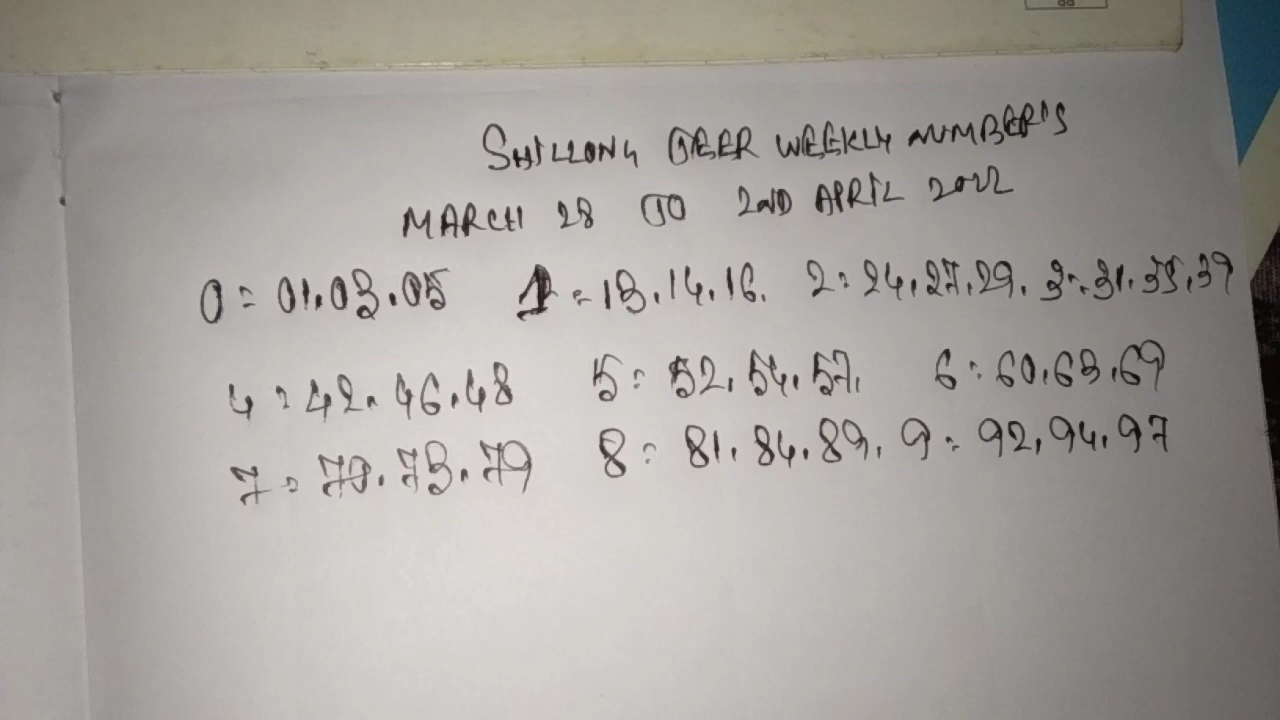 SHILLONG TEER WEEKLY NUMBER'S
MARCH 28 TO 2ND APRIL 2022
0 = 01.03.05 1 = 13.14.16. 2 = 24.27.29. 3 = 31.35.39
4 = 42.46.48 5 = 52.54.57. 6 = 60.63.69
7 = 70.73.79 8 = 81.84.89. 9 = 92.94.97